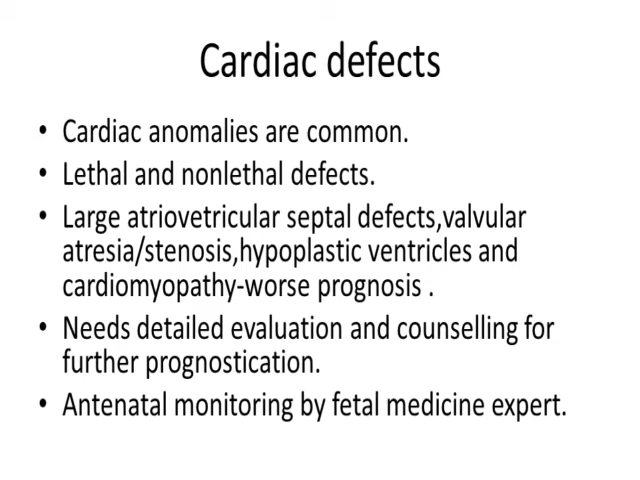 Cardiac defects
• Cardiac anomalies are common.
• Lethal and nonlethal defects.
• Large atriovetricular septal defects,valvular
atresia/stenosis,hypoplastic ventricles and
cardiomyopathy-worse prognosis .
• Needs detailed evaluation and counselling for
further prognostication.
• Antenatal monitoring by fetal medicine expert.